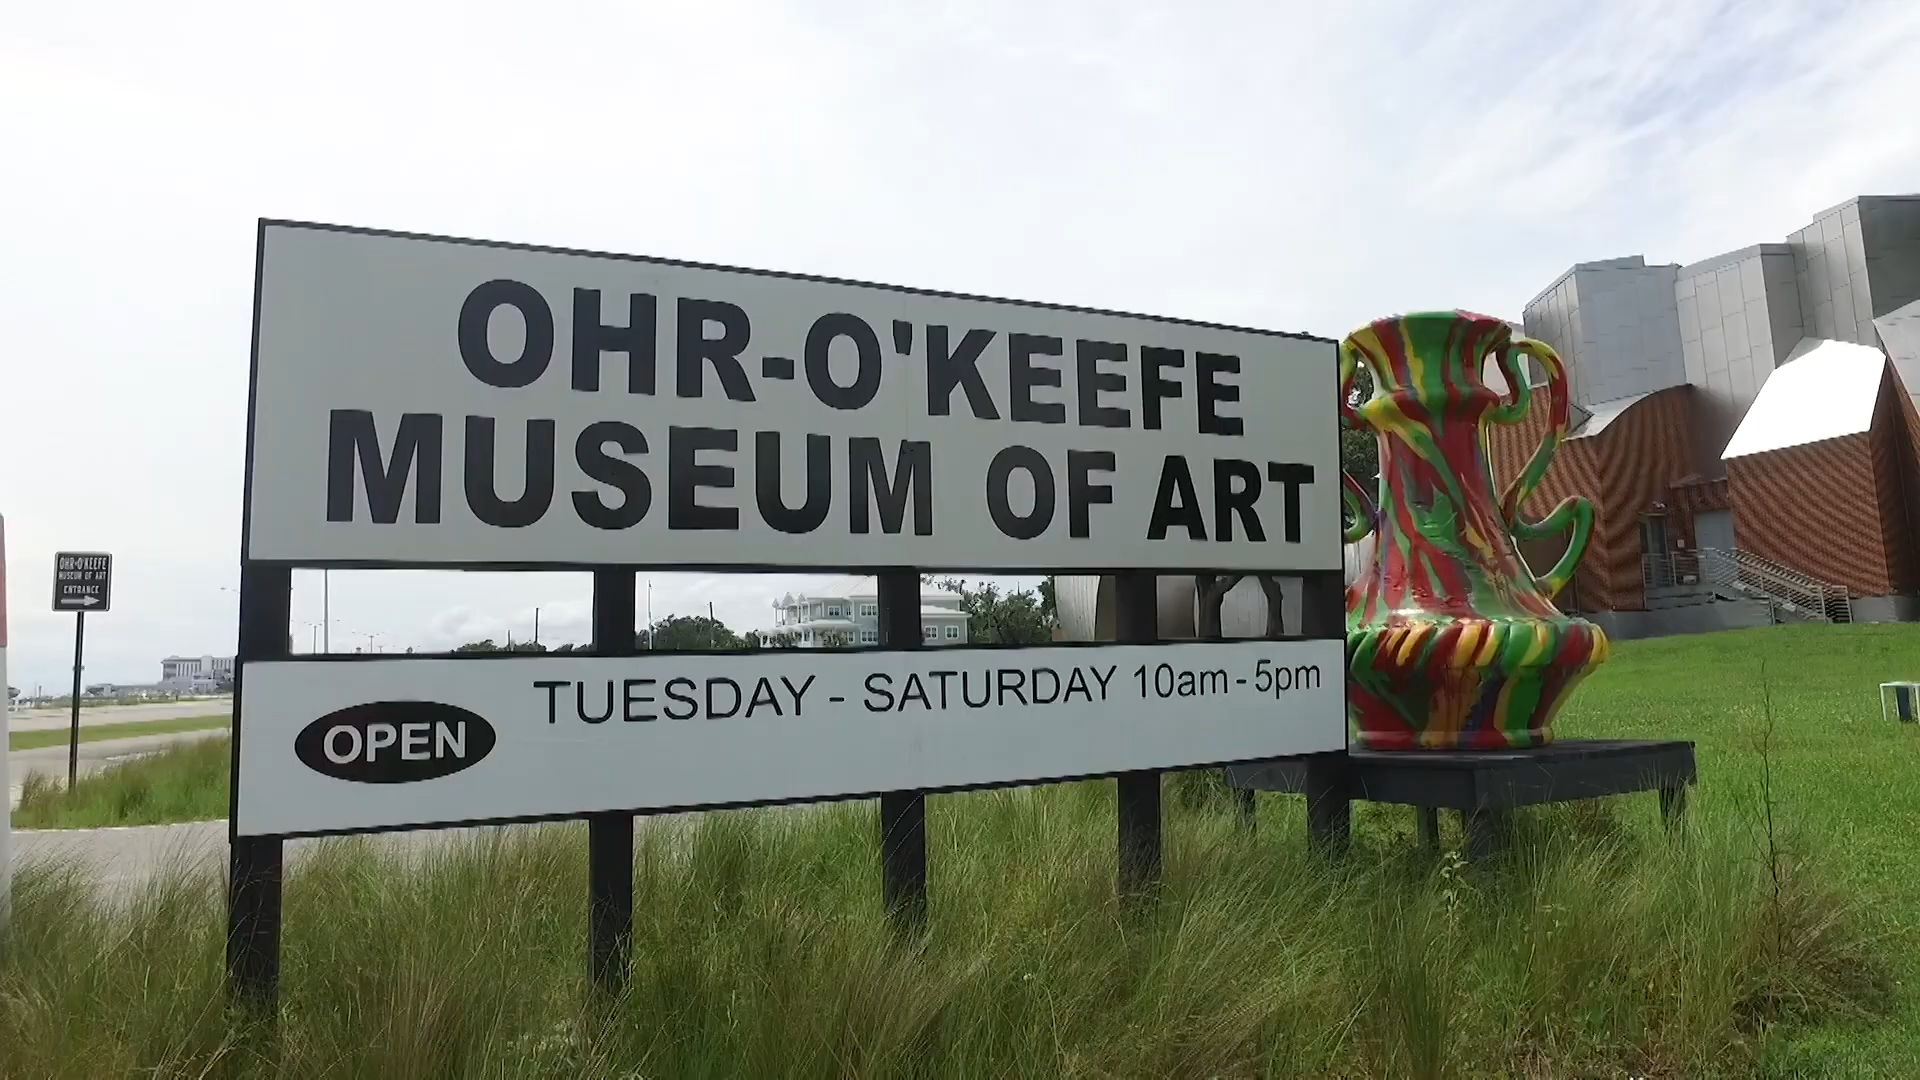 OHR-O'KEEFE
MUSEUM OF ART
OPEN
TUESDAY - SATURDAY 10am - 5pm
OHR-O'KEEFE
MUSEUM OF ART
ENTRANCE